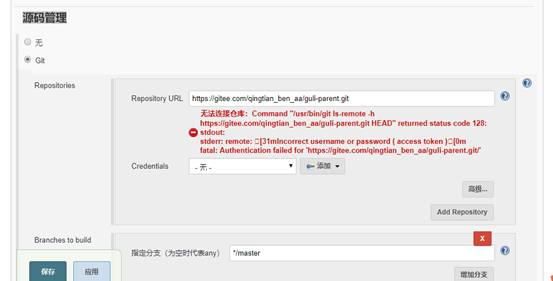 源码管理
无
Git
Repositories
Repository URL
https://gitee.com/qingtian_ben_aa/guli-parent.git
无法连接仓库：Command "/usr/bin/git ls-remote -h
https://gitee.com/qingtian_ben_aa/guli-parent.git HEAD" returned status code 128:
stdout:
stderr: remote: □[31mIncorrect username or password ( access token )□[0m
fatal: Authentication failed for 'https://gitee.com/qingtian_ben_aa/guli-parent.git/'
Credentials
- 无 -
添加
高级...
Add Repository
Branches to build
X
指定分支（为空时代表any）
*/master
增加分支
保存
应用